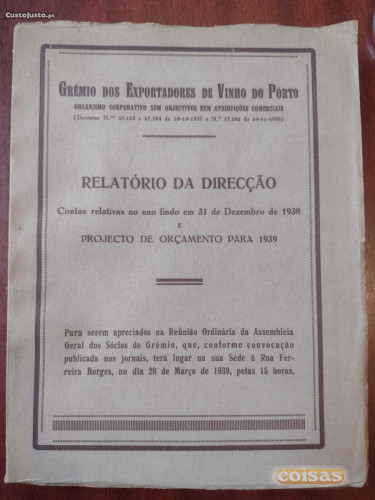 CustoJusto.pt
GRÊMIO DOS EXPORTADORES DE VINHO DO PORTO
ORGANISMO CORPORATIVO SEM OBJECTIVOS NEM ATRIBUIÇÕES COMERCIAIS
RELATÓRIO DA DIRECÇÃO
Contas relativas ao ano findo em 31 de Dezembro de 1938
E
PROJECTO DE ORÇAMENTO PARA 1939
Para serem apreciados na Reünião Ordinária da Assembleia
Geral dos Sócios do Grêmio, que, conforme convocação
publicada nos jornais, terá lugar na sua Séde à Rua Fer-
reira Borges, no dia 28 de Março de 1939, pelas 15 horas.
coisas